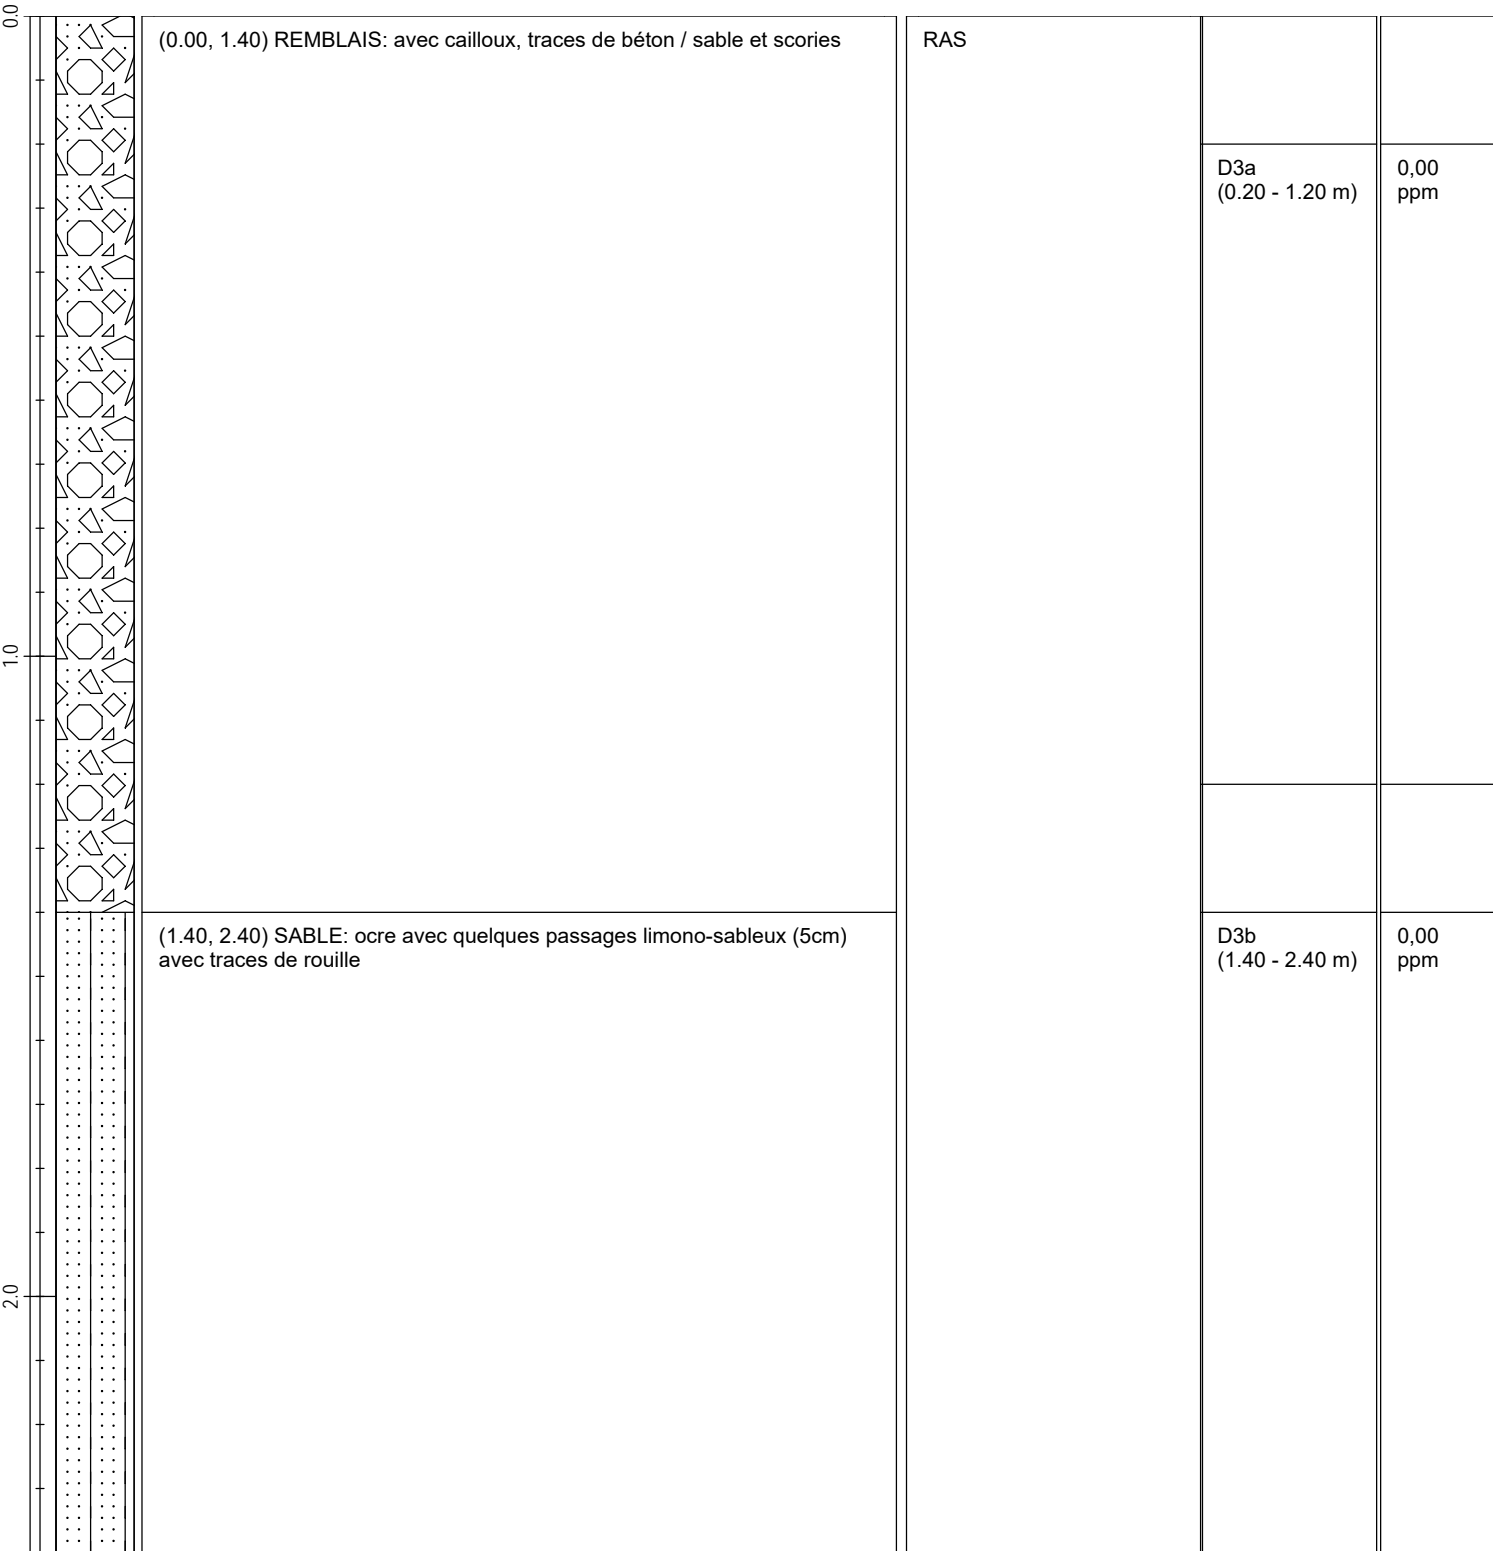 0.0
(0.00, 1.40) REMBLAIS: avec cailloux, traces de béton / sable et scories
RAS
D3a
(0.20 - 1.20 m)
0,00
ppm
1.0
(1.40, 2.40) SABLE: ocre avec quelques passages limono-sableux (5cm)
avec traces de rouille
D3b
(1.40 - 2.40 m)
0,00
ppm
2.0